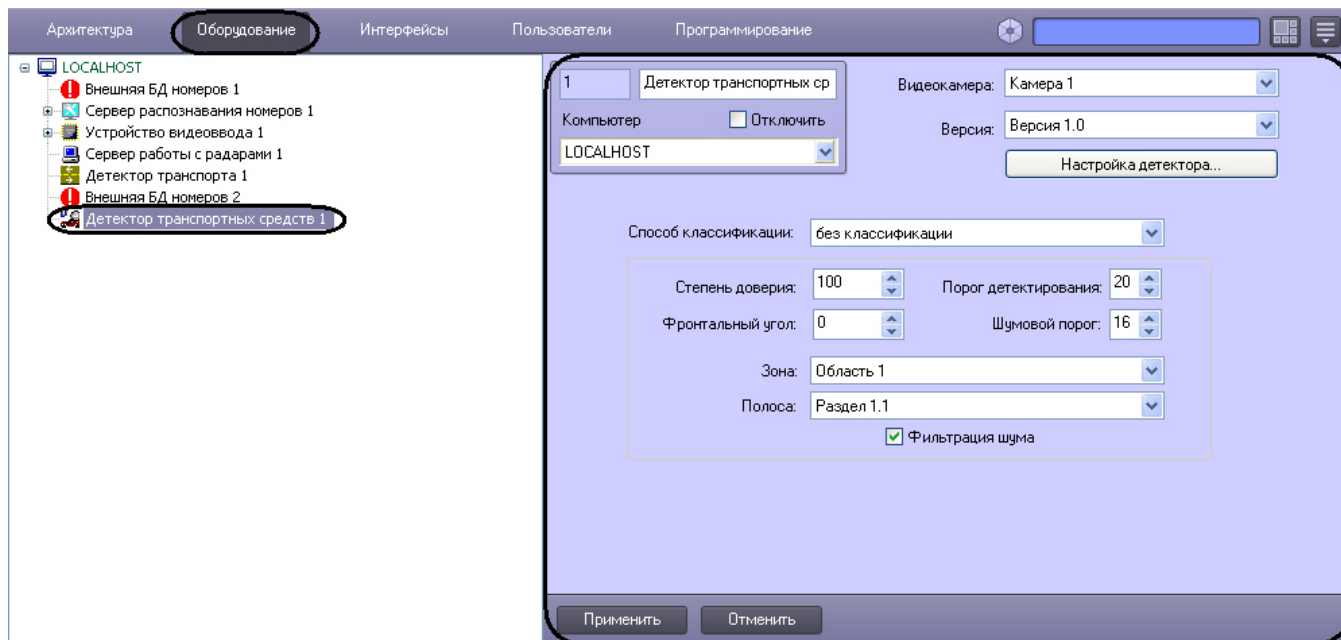 Архитектура Оборудование Интерфейсы Пользователи Программирование
LOCALHOST
Внешняя БД номеров 1
Сервер распознавания номеров 1
Устройство видеоввода 1
Сервер работы с радарами 1
Детектор транспорта 1
Внешняя БД номеров 2
Детектор транспортных средств 1
1 Детектор транспортных ср
Компьютер Отключить
LOCALHOST
Видеокамера: Камера 1
Версия: Версия 1.0
Настройка детектора...
Способ классификации: без классификации
Степень доверия: 100 Порог детектирования: 20
Фронтальный угол: 0 Шумовой порог: 16
Зона: Область 1
Полоса: Раздел 1.1
Фильтрация шума
Применить Отменить